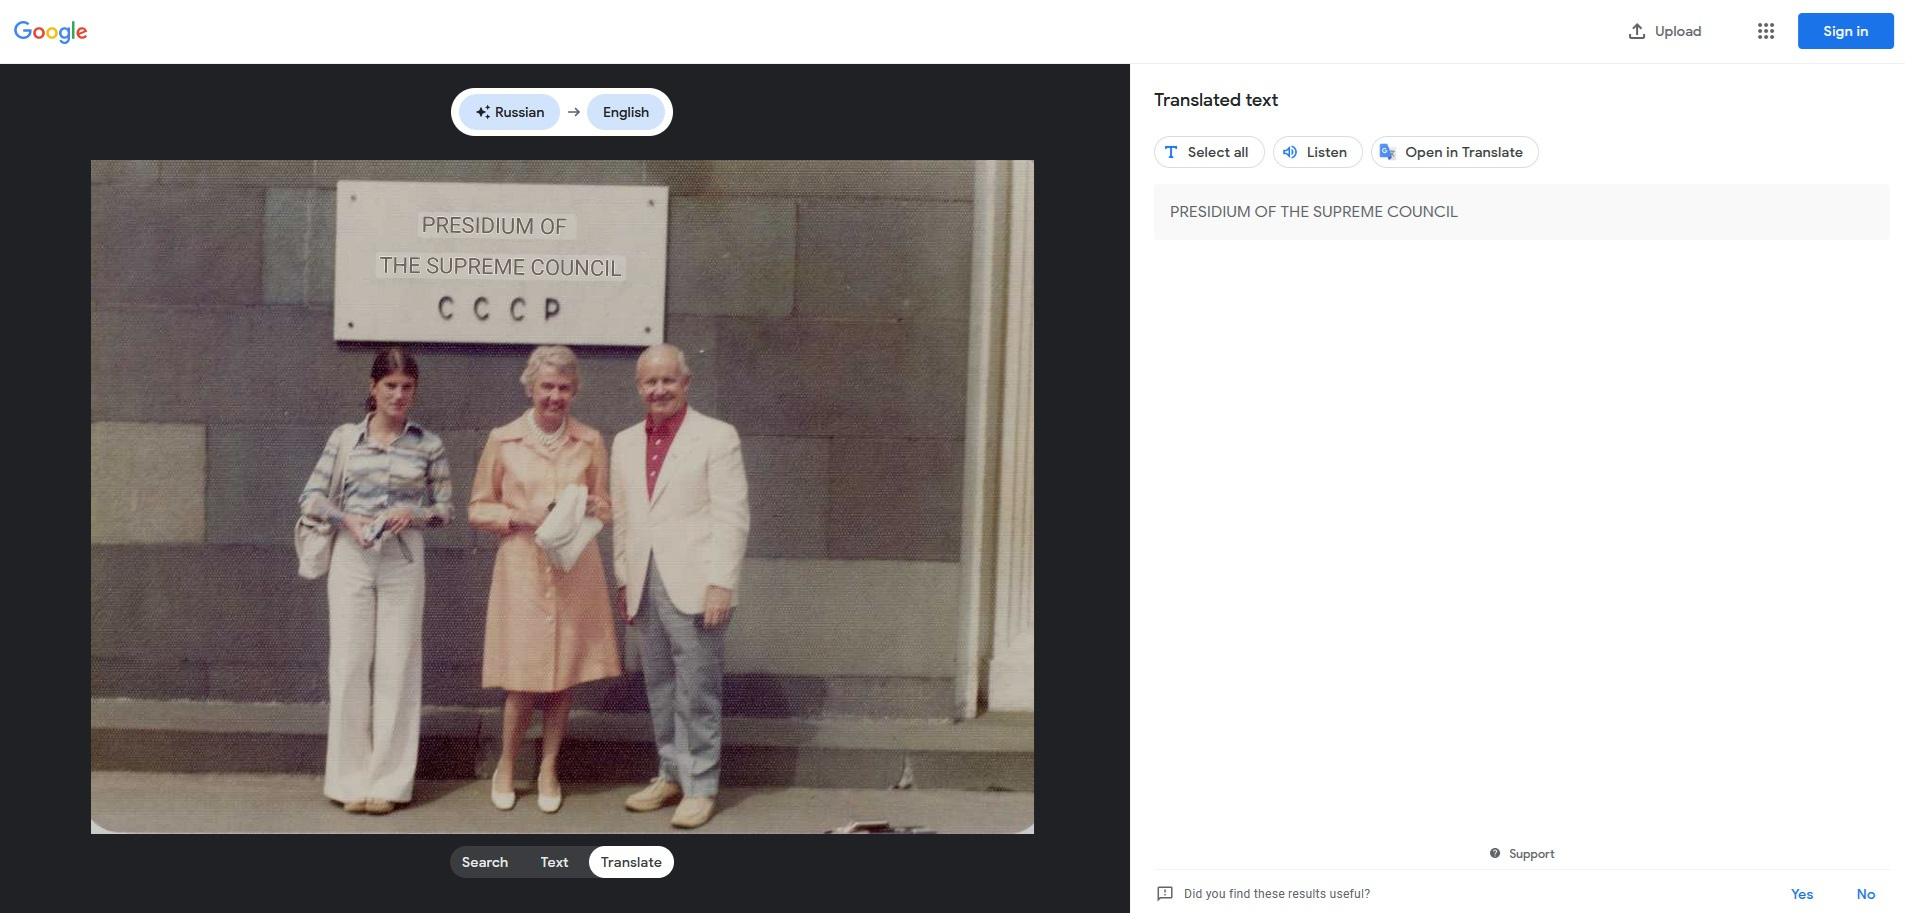 Google
Upload
Sign in
Russian → English
PRESIDIUM OF
THE SUPREME COUNCIL
СССР
Search
Text
Translate
Translated text
Select all
Listen
Open in Translate
PRESIDIUM OF THE SUPREME COUNCIL
Support
Did you find these results useful?
Yes
No